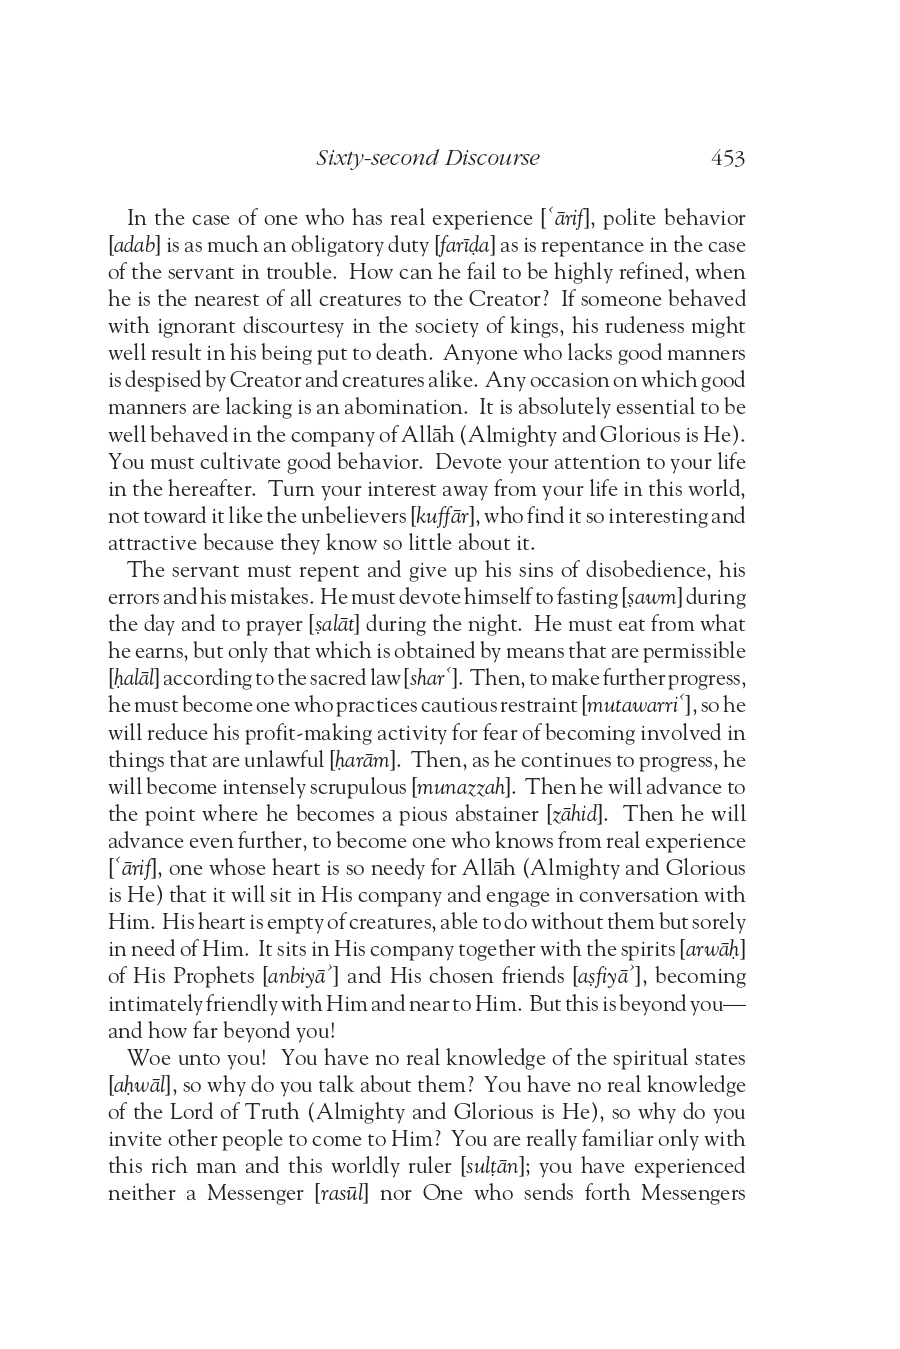 Sixty-second Discourse 453
In the case of one who has real experience [ʿārif], polite behavior
[adab] is as much an obligatory duty [farīḍa] as is repentance in the case
of the servant in trouble. How can he fail to be highly refined, when
he is the nearest of all creatures to the Creator? If someone behaved
with ignorant discourtesy in the society of kings, his rudeness might
well result in his being put to death. Anyone who lacks good manners
is despised by Creator and creatures alike. Any occasion on which good
manners are lacking is an abomination. It is absolutely essential to be
well behaved in the company of Allāh (Almighty and Glorious is He).
You must cultivate good behavior. Devote your attention to your life
in the hereafter. Turn your interest away from your life in this world,
not toward it like the unbelievers [kuffār], who find it so interesting and
attractive because they know so little about it.
The servant must repent and give up his sins of disobedience, his
errors and his mistakes. He must devote himself to fasting [ṣawm] during
the day and to prayer [ṣalāt] during the night. He must eat from what
he earns, but only that which is obtained by means that are permissible
[ḥalāl] according to the sacred law [sharʿ]. Then, to make further progress,
he must become one who practices cautious restraint [mutawarriʿ], so he
will reduce his profit-making activity for fear of becoming involved in
things that are unlawful [ḥarām]. Then, as he continues to progress, he
will become intensely scrupulous [munazzah]. Then he will advance to
the point where he becomes a pious abstainer [zāhid]. Then he will
advance even further, to become one who knows from real experience
[ʿārif], one whose heart is so needy for Allāh (Almighty and Glorious
is He) that it will sit in His company and engage in conversation with
Him. His heart is empty of creatures, able to do without them but sorely
in need of Him. It sits in His company together with the spirits [arwāḥ]
of His Prophets [anbiyāʾ] and His chosen friends [aṣfiyāʾ], becoming
intimately friendly with Him and near to Him. But this is beyond you—
and how far beyond you!
Woe unto you! You have no real knowledge of the spiritual states
[aḥwāl], so why do you talk about them? You have no real knowledge
of the Lord of Truth (Almighty and Glorious is He), so why do you
invite other people to come to Him? You are really familiar only with
this rich man and this worldly ruler [sulṭān]; you have experienced
neither a Messenger [rasūl] nor One who sends forth Messengers